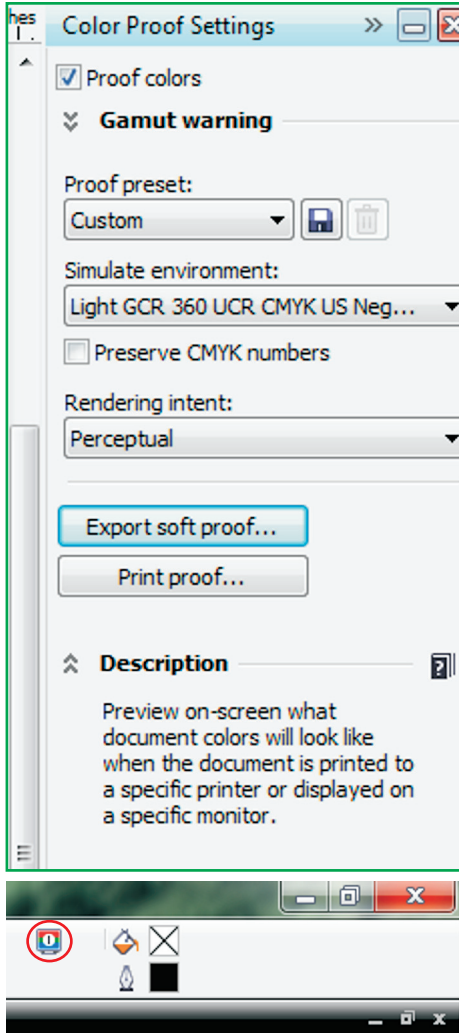 hes
Color Proof Settings
Proof colors
Gamut warning
Proof preset:
Custom
Simulate environment:
Light GCR 360 UCR CMYK US Neg...
Preserve CMYK numbers
Rendering intent:
Perceptual
Export soft proof...
Print proof...
Description
Preview on-screen what
document colors will look like
when the document is printed to
a specific printer or displayed on
a specific monitor.